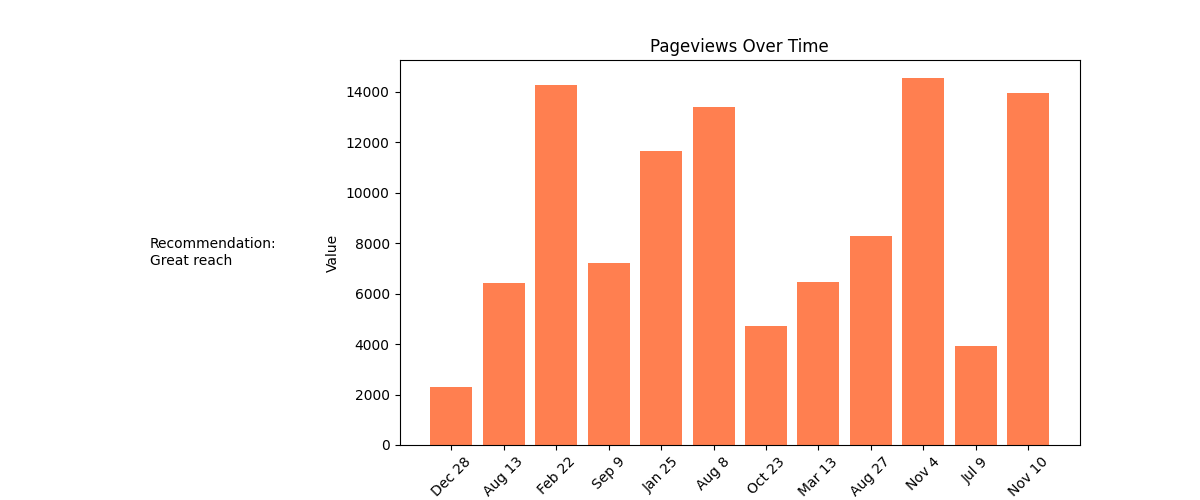 Pageviews Over Time
Recommendation:
Great reach
Value
14000
12000
10000
8000
6000
4000
2000
0
Dec 28
Aug 13
Feb 22
Sep 9
Jan 25
Aug 8
Oct 23
Mar 13
Aug 27
Nov 4
Jul 9
Nov 10